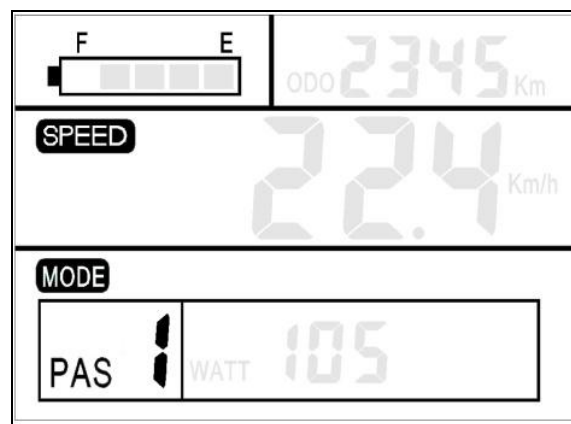 F E
ODO 2345 Km
SPEED
22.4 Km/h
MODE
PAS 1 WATT 105